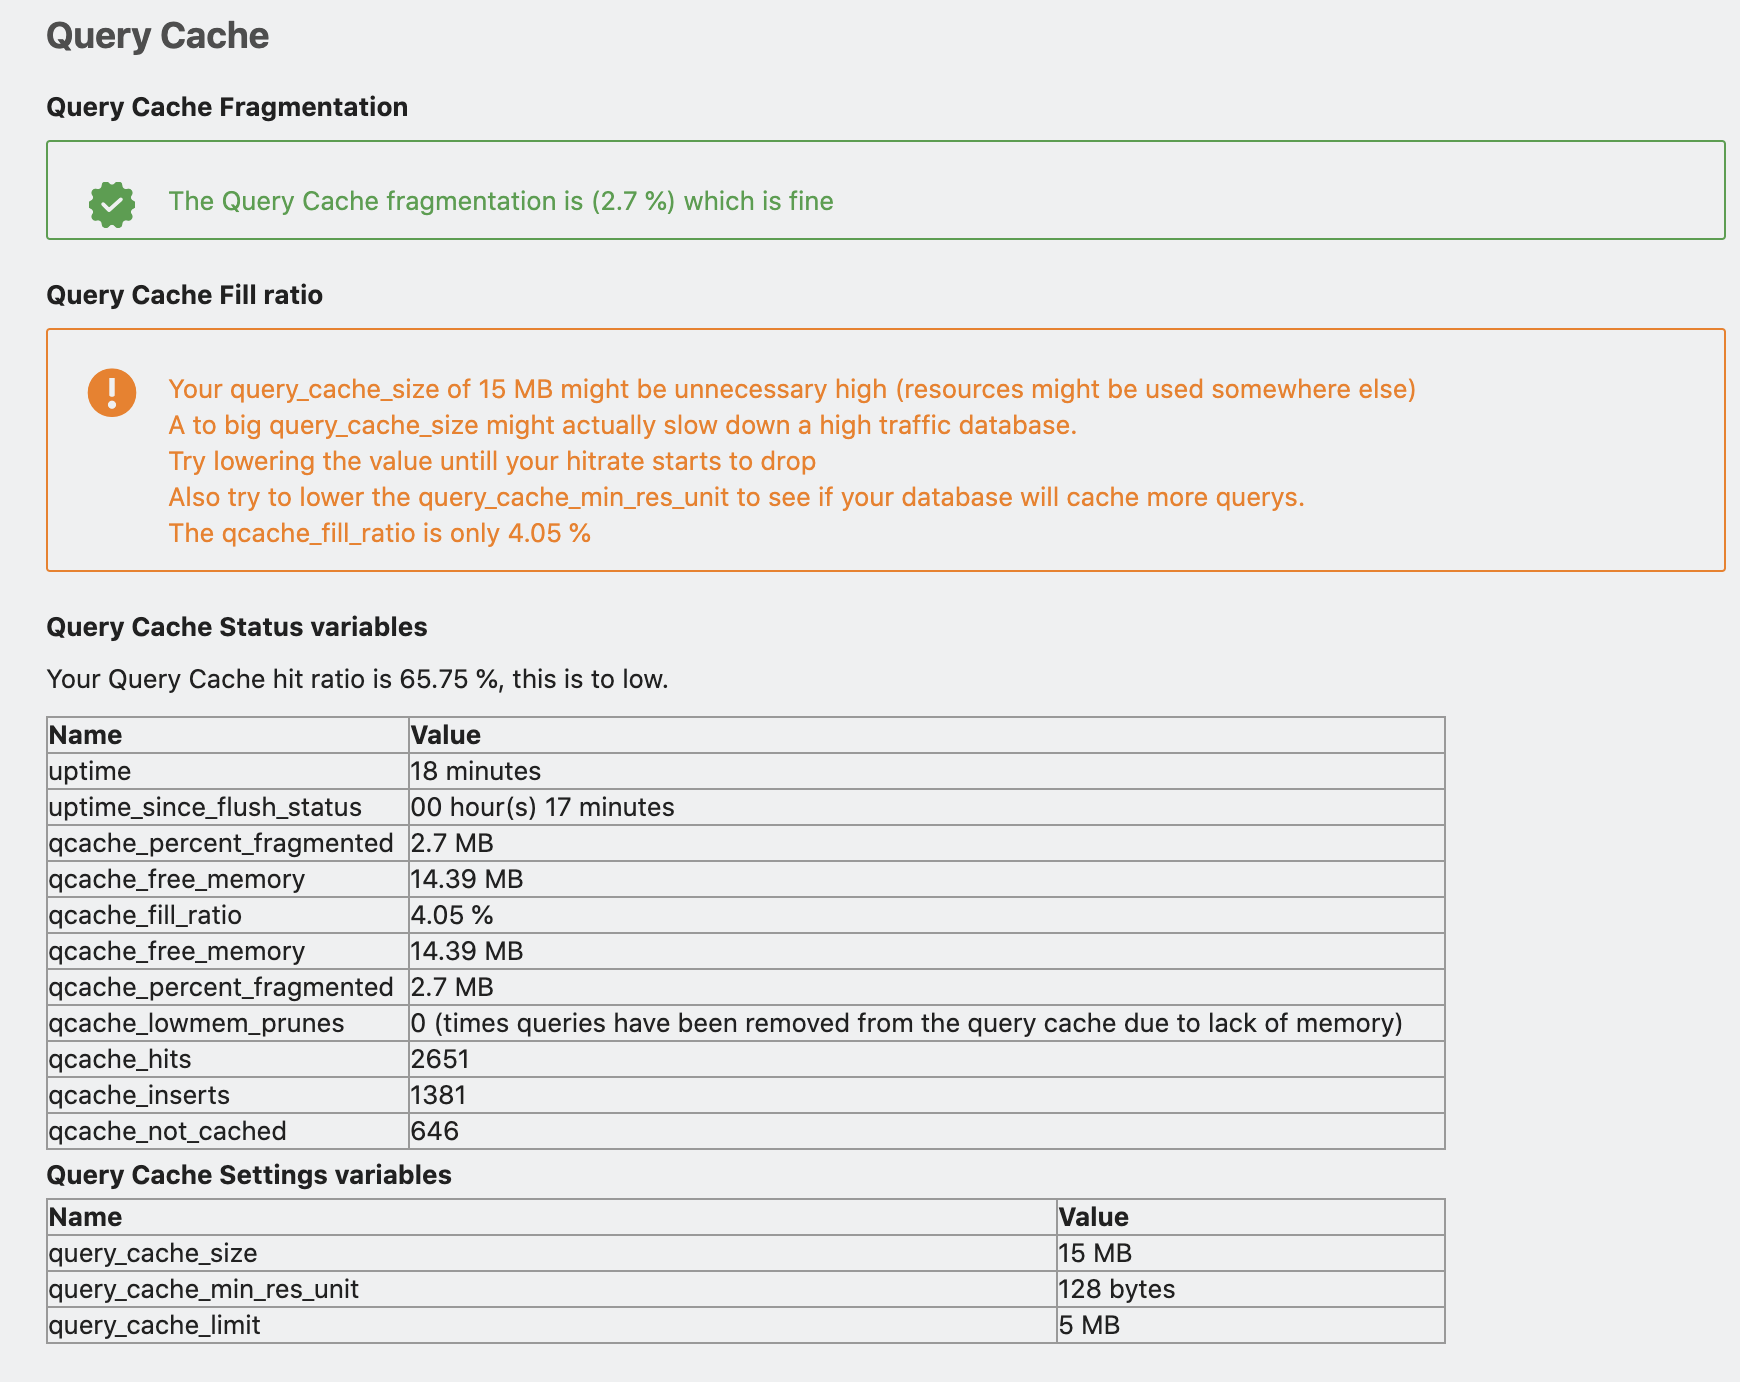 Query Cache
Query Cache Fragmentation
The Query Cache fragmentation is (2.7 %) which is fine
Query Cache Fill ratio
Your query_cache_size of 15 MB might be unnecessary high (resources might be used somewhere else)
A to big query_cache_size might actually slow down a high traffic database.
Try lowering the value untill your hitrate starts to drop
Also try to lower the query_cache_min_res_unit to see if your database will cache more querys.
The qcache_fill_ratio is only 4.05 %
Query Cache Status variables
Your Query Cache hit ratio is 65.75 %, this is to low.
Name Value
uptime 18 minutes
uptime_since_flush_status 00 hour(s) 17 minutes
qcache_percent_fragmented 2.7 MB
qcache_free_memory 14.39 MB
qcache_fill_ratio 4.05 %
qcache_free_memory 14.39 MB
qcache_percent_fragmented 2.7 MB
qcache_lowmem_prunes 0 (times queries have been removed from the query cache due to lack of memory)
qcache_hits 2651
qcache_inserts 1381
qcache_not_cached 646
Query Cache Settings variables
Name Value
query_cache_size 15 MB
query_cache_min_res_unit 128 bytes
query_cache_limit 5 MB